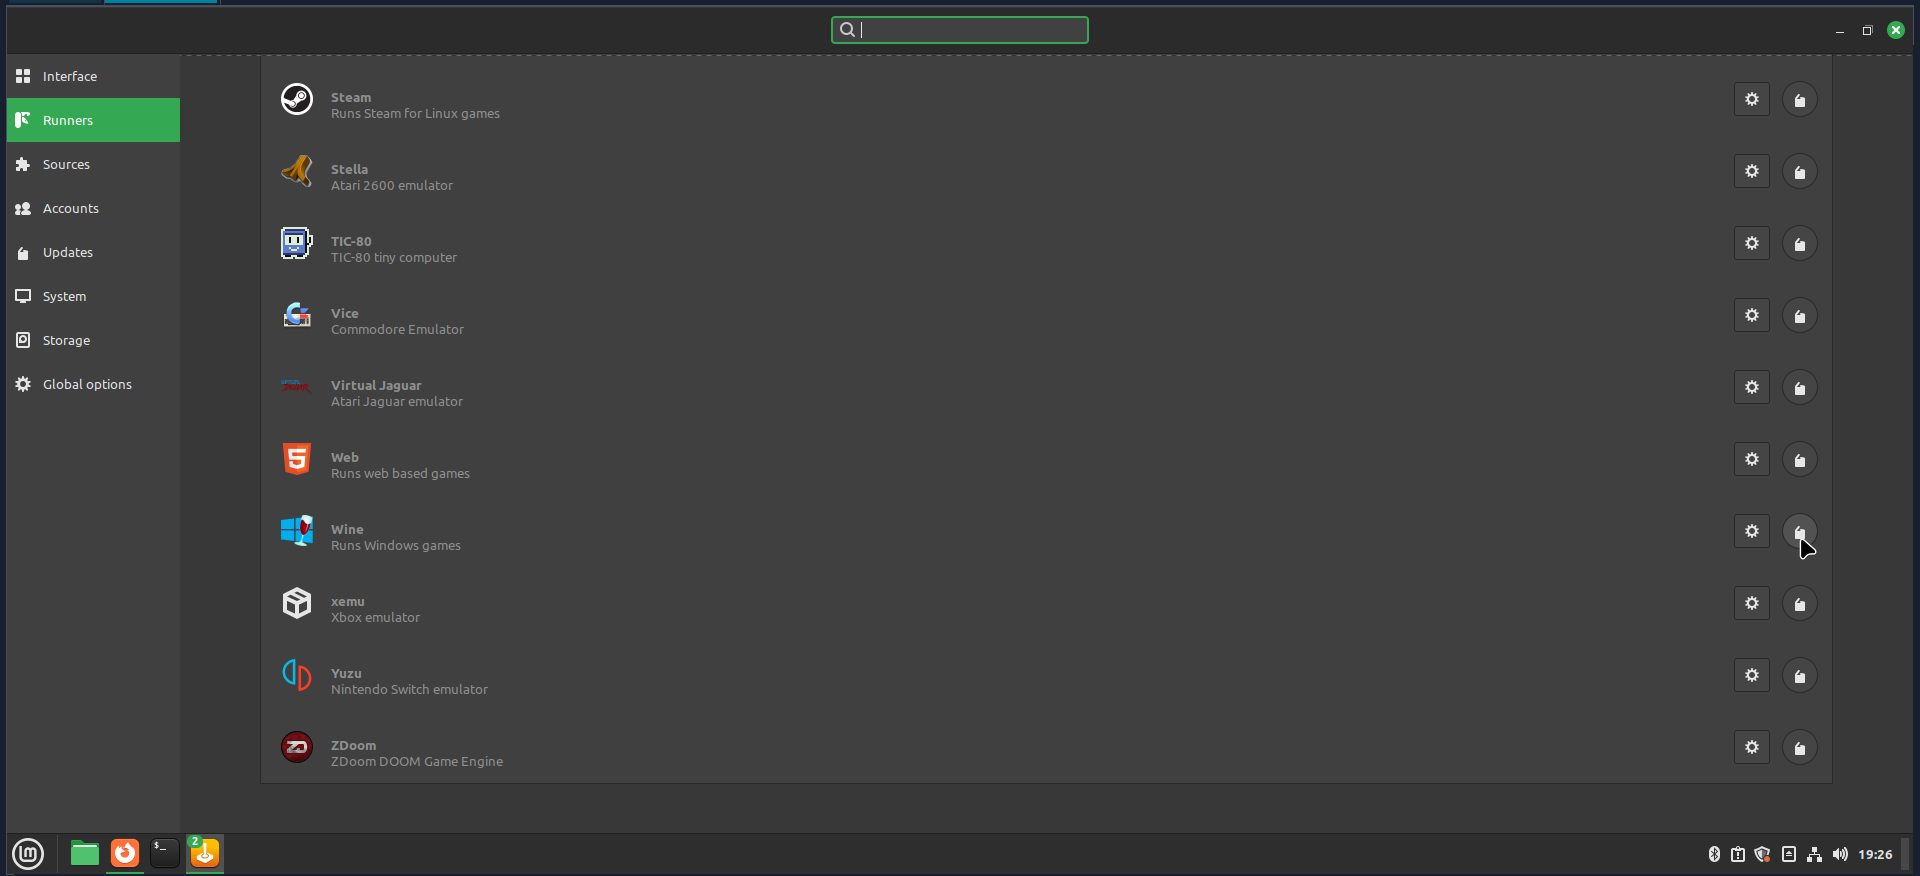 Interface
Runners
Sources
Accounts
Updates
System
Storage
Global options
Steam
Runs Steam for Linux games
Stella
Atari 2600 emulator
TIC-80
TIC-80 tiny computer
Vice
Commodore Emulator
Virtual Jaguar
Atari Jaguar emulator
Web
Runs web based games
Wine
Runs Windows games
xemu
Xbox emulator
Yuzu
Nintendo Switch emulator
ZDoom
ZDoom DOOM Game Engine
2
19:26